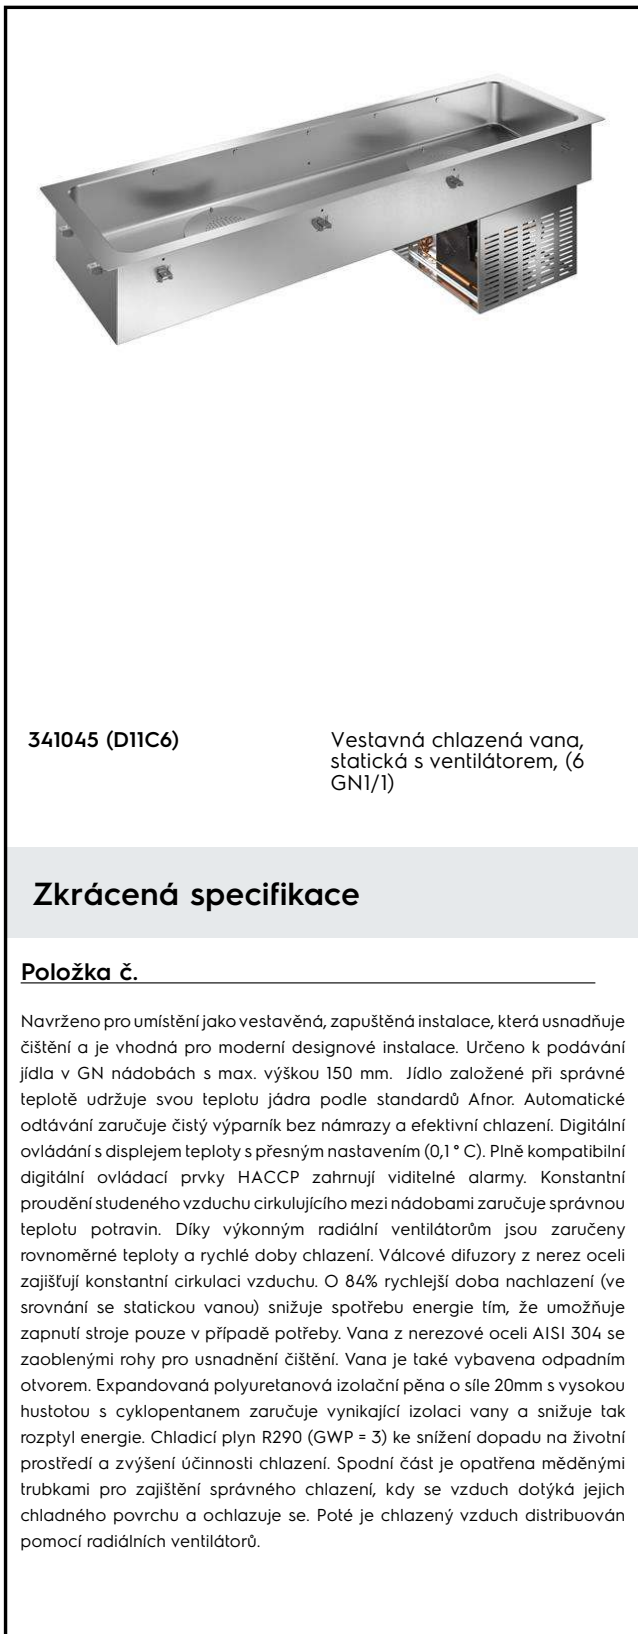 341045 (D11C6)
Vestavná chlazená vana,
statická s ventilátorem, (6
GN1/1)
Zkrácená specifikace
Položka č.
Navrženo pro umístění jako vestavěná, zapuštěná instalace, která usnadňuje
čištění a je vhodná pro moderní designové instalace. Určeno k podávání
jídla v GN nádobách s max. výškou 150 mm. Jídlo založené při správné
teplotě udržuje svou teplotu jádra podle standardů Afnor. Automatické
odtávání zaručuje čistý výparník bez námrazy a efektivní chlazení. Digitální
ovládání s displejem teploty s přesným nastavením (0,1 ° C). Plně kompatibilní
digitální ovládací prvky HACCP zahrnují viditelné alarmy. Konstantní
proudění studeného vzduchu cirkulujícího mezi nádobami zaručuje správnou
teplotu potravin. Díky výkonným radiální ventilátorům jsou zaručeny
rovnoměrné teploty a rychlé doby chlazení. Válcové difuzory z nerez oceli
zajišťují konstantní cirkulaci vzduchu. O 84% rychlejší doba nachlazení (ve
srovnání se statickou vanou) snižuje spotřebu energie tím, že umožňuje
zapnutí stroje pouze v případě potřeby. Vana z nerezové oceli AISI 304 se
zaoblenými rohy pro usnadnění čištění. Vana je také vybavena odpadním
otvorem. Expandovaná polyuretanová izolační pěna o síle 20mm s vysokou
hustotou s cyklopentanem zaručuje vynikající izolaci vany a snižuje tak
rozptyl energie. Chladicí plyn R290 (GWP = 3) ke snížení dopadu na životní
prostředí a zvýšení účinnosti chlazení. Spodní část je opatřena měděnými
trubkami pro zajištění správného chlazení, kdy se vzduch dotýká jejich
chladného povrchu a ochlazuje se. Poté je chlazený vzduch distribuován
pomocí radiálních ventilátorů.